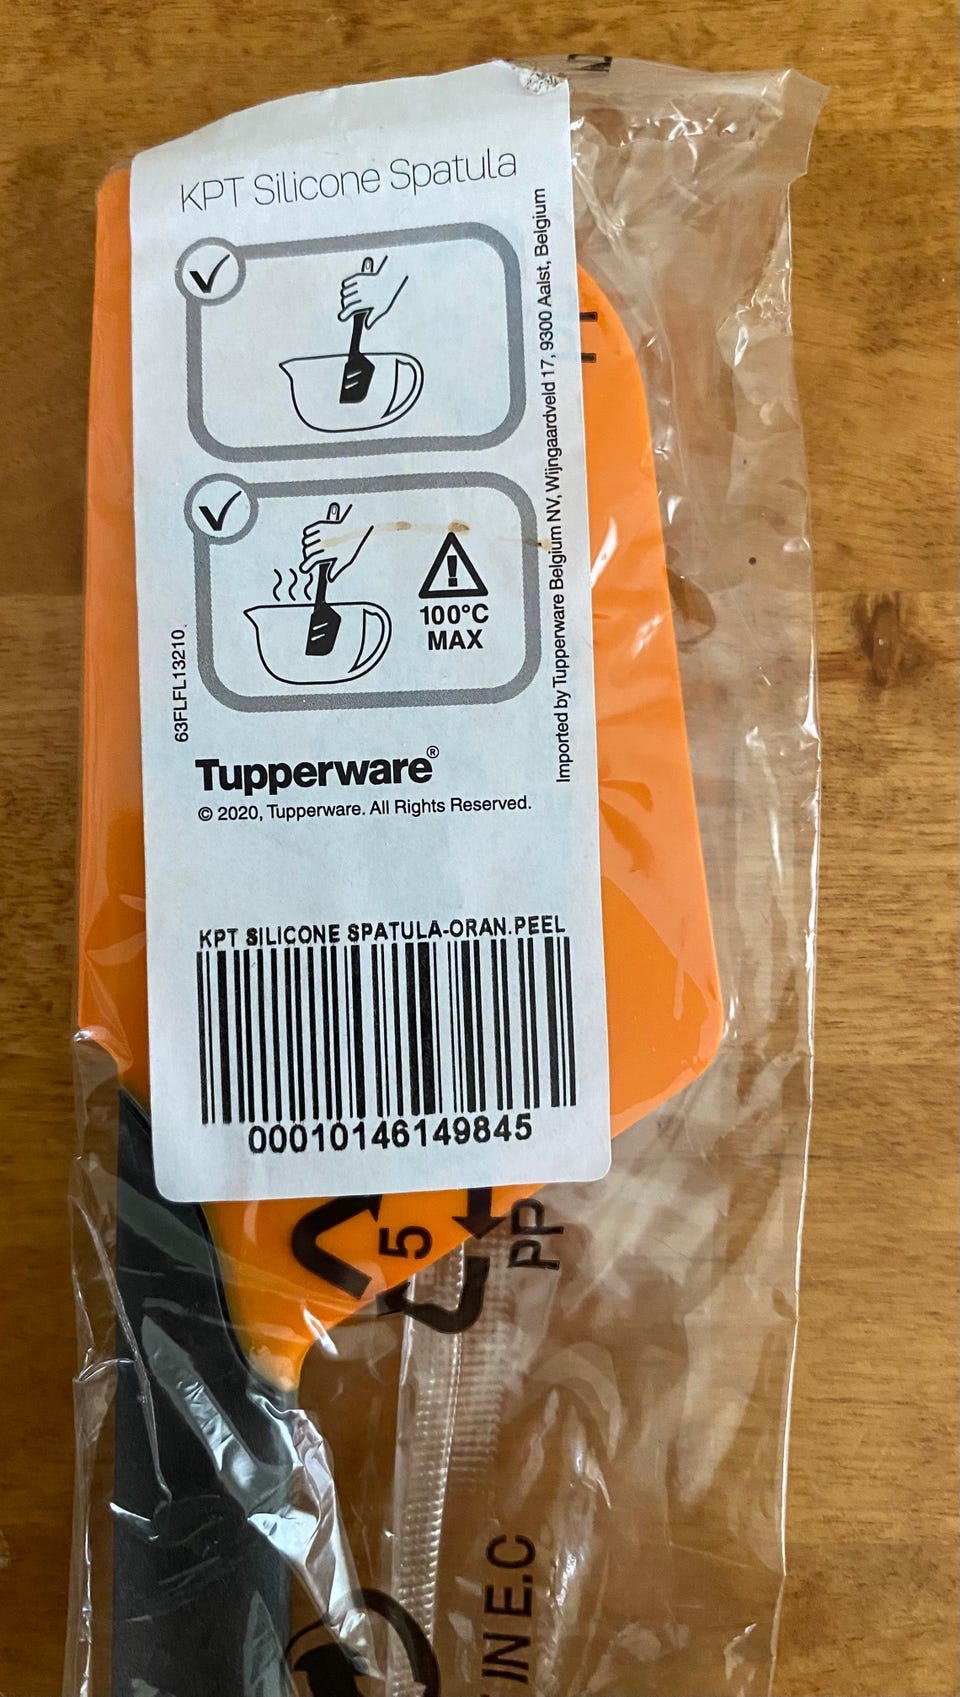 KPT Silicone Spatula
100°C
MAX
Imported by Tupperware Belgium NV, Wijngaardveld 17, 9300 Aalst, Belgium
63FLFL13210
Tupperware®
© 2020, Tupperware. All Rights Reserved.
KPT SILICONE SPATULA-ORAN.PEEL
00010146149845
5
PP
IN E.C